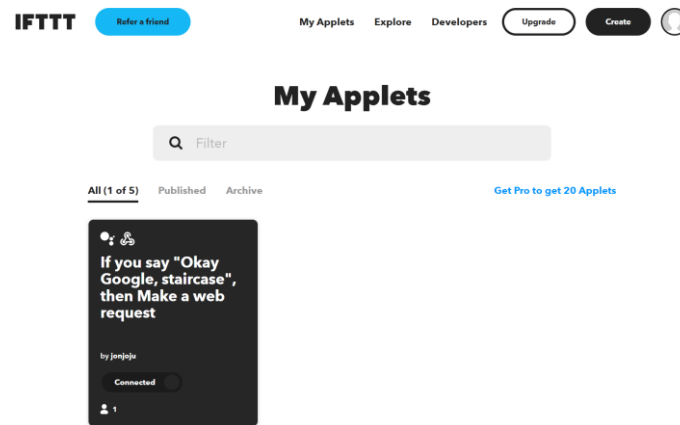 IFTTT
Refer a friend
My Applets
Explore
Developers
Upgrade
Create
My Applets
Filter
All (1 of 5)
Published
Archive
Get Pro to get 20 Applets
If you say "Okay
Google, staircase",
then Make a web
request
by jonjoju
Connected
1